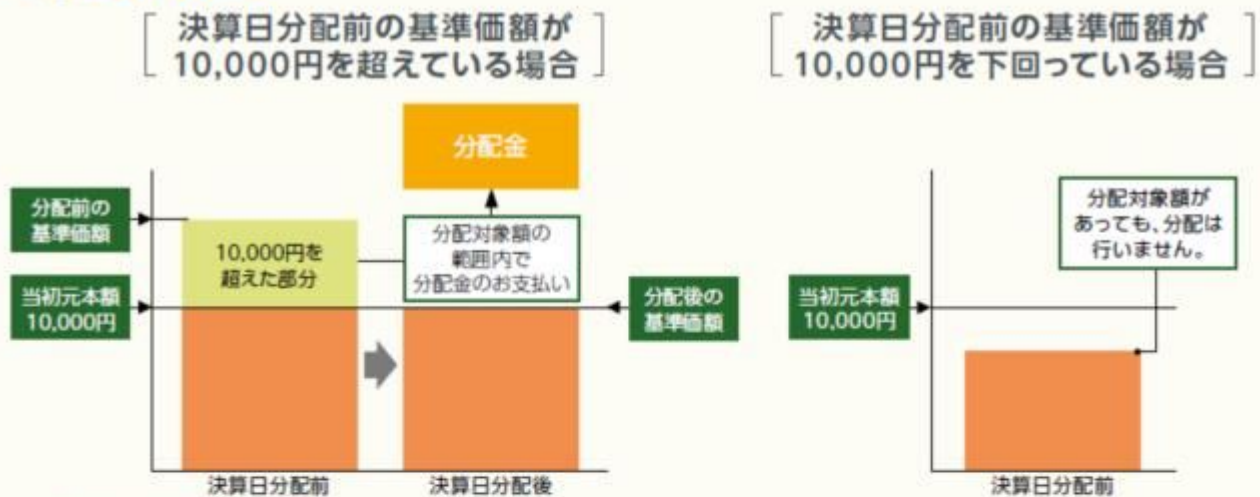 決算日分配前の基準価額が
10,000円を超えている場合
分配金
分配前の
基準価額
10,000円を
超えた部分
分配対象額の
範囲内で
分配金のお支払い
当初元本額
10,000円
分配後の
基準価額
決算日分配前
決算日分配後
決算日分配前の基準価額が
10,000円を下回っている場合
分配対象額が
あっても、分配は
行いません。
当初元本額
10,000円
決算日分配前